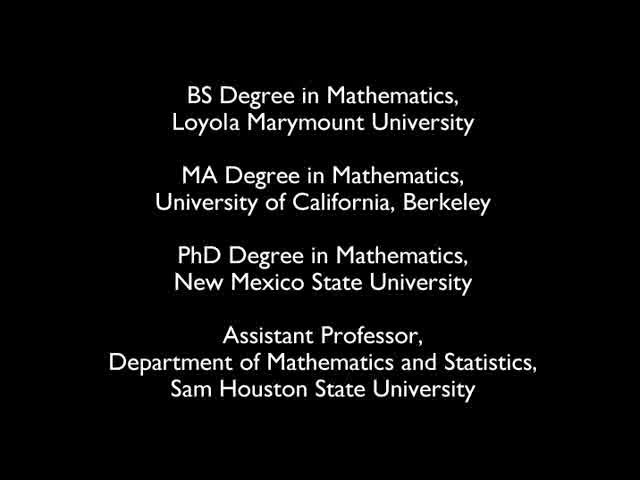 BS Degree in Mathematics,
Loyola Marymount University
MA Degree in Mathematics,
University of California, Berkeley
PhD Degree in Mathematics,
New Mexico State University
Assistant Professor,
Department of Mathematics and Statistics,
Sam Houston State University